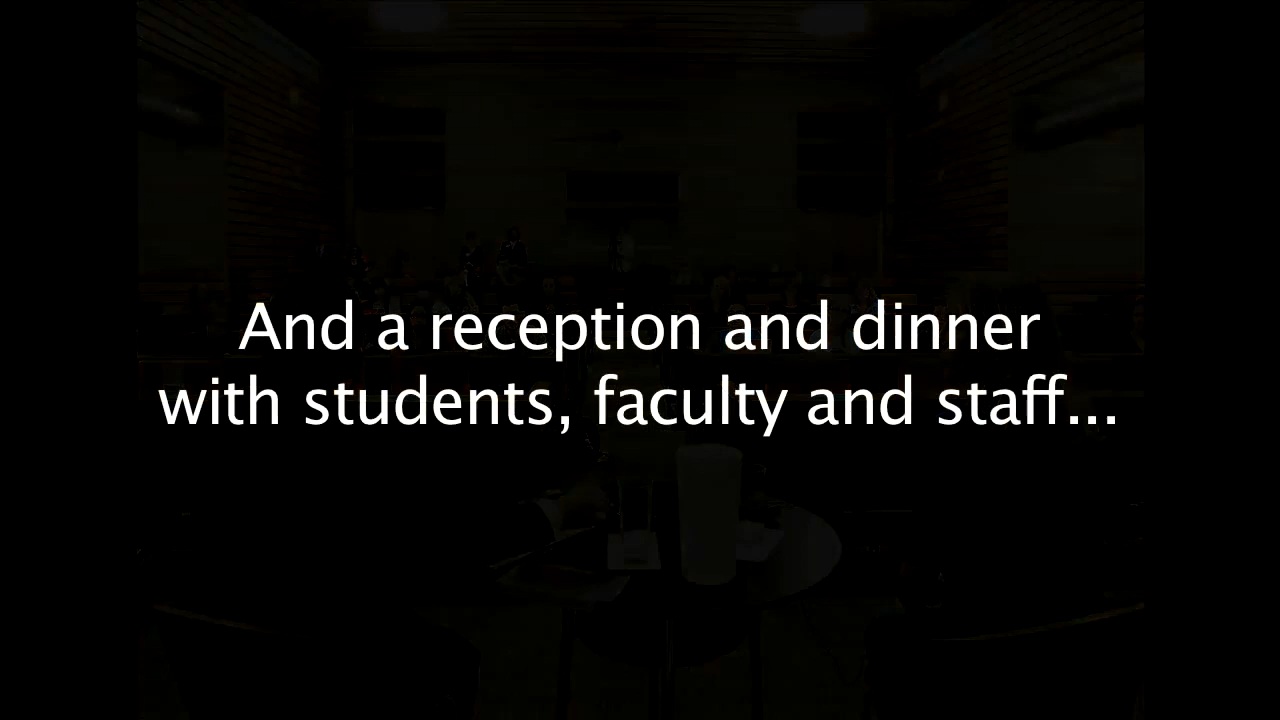 And a reception and dinner
with students, faculty and staff...